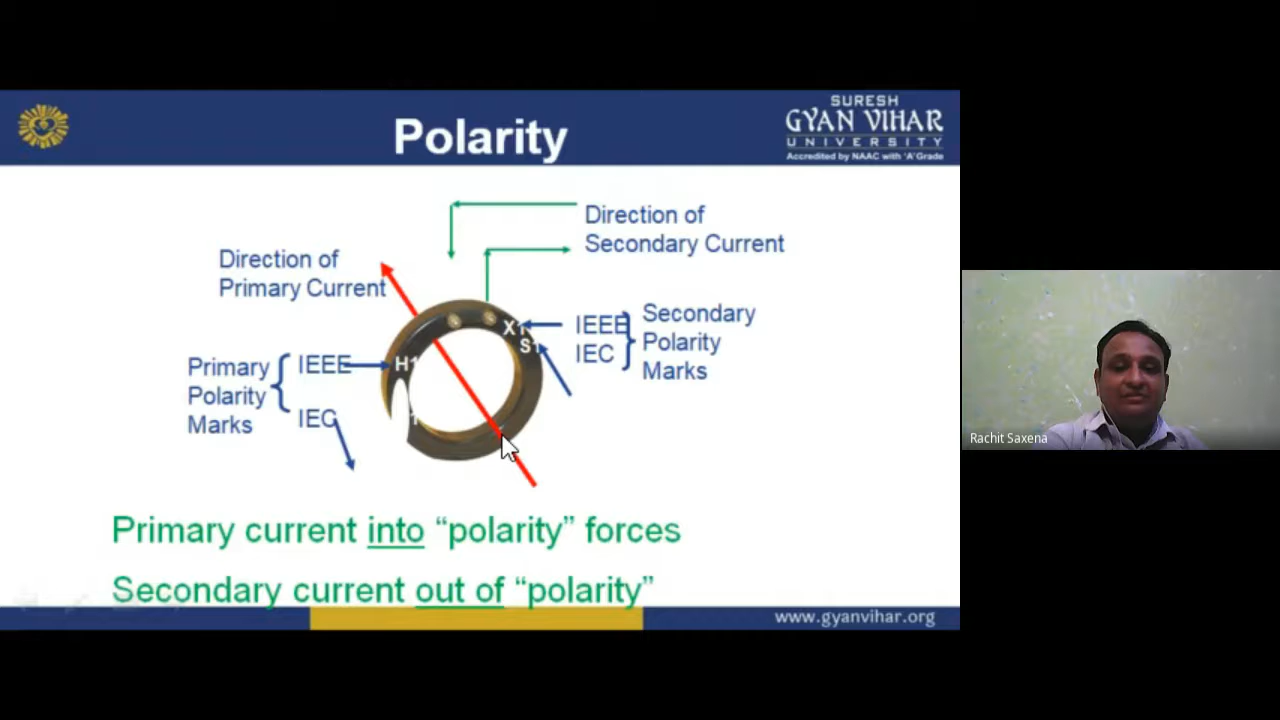 Polarity
SURESH
GYAN VIHAR
UNIVERSITY
Accredited by NAAC with 'A' Grade
Direction of
Secondary Current
Direction of
Primary Current
X1
S1
IEEE
IEC
Secondary
Polarity
Marks
Primary
Polarity
Marks
IEEE
IEC
H1
1
Primary current into “polarity” forces
Secondary current out of “polarity”
www.gyanvihar.org
Rachit Saxena